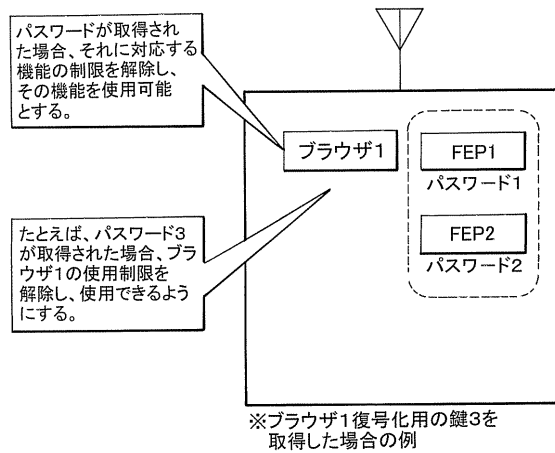 パスワードが取得され
た場合、それに対応する
機能の制限を解除し、
その機能を使用可能
とする。
ブラウザ1
FEP1
パスワード1
FEP2
パスワード2
たとえば、パスワード3
が取得された場合、ブラ
ウザ1の使用制限を
解除し、使用できるよう
にする。
※ブラウザ1復号化用の鍵3を
取得した場合の例